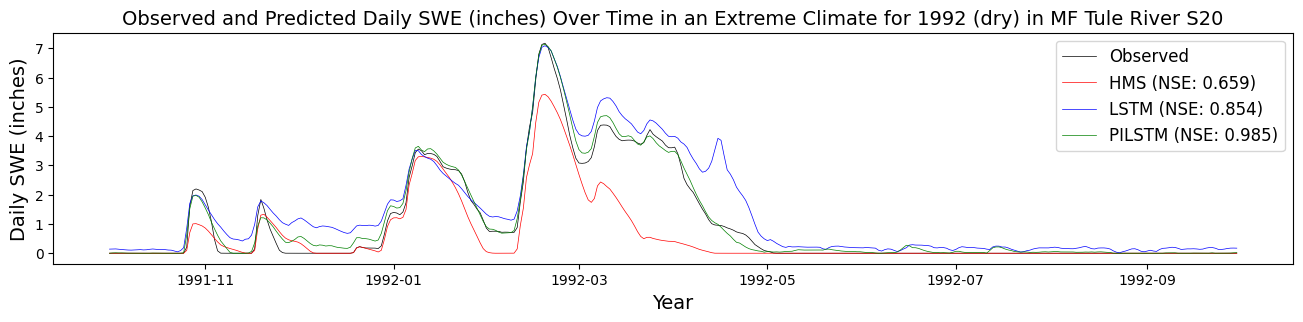 Observed and Predicted Daily SWE (inches) Over Time in an Extreme Climate for 1992 (dry) in MF Tule River S20
Daily SWE (inches)
7
6
5
4
3
2
1
0
Observed
HMS (NSE: 0.659)
LSTM (NSE: 0.854)
PILSTM (NSE: 0.985)
1991-11 1992-01 1992-03 1992-05 1992-07 1992-09
Year